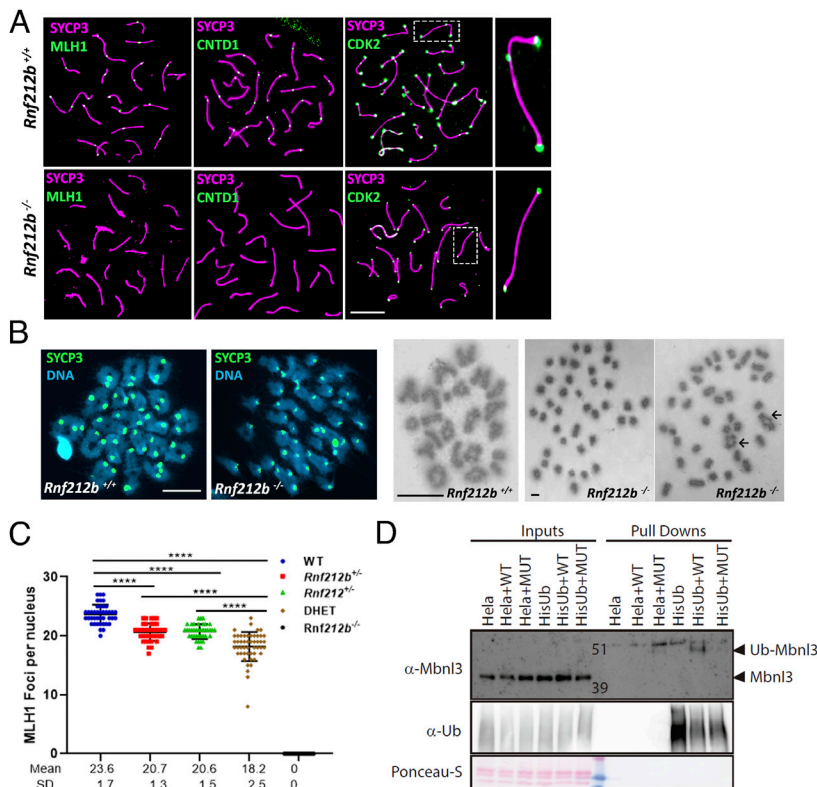 A
SYCP3
MLH1
SYCP3
CNTD1
SYCP3
CDK2
Rnf212b+/+
SYCP3
MLH1
SYCP3
CNTD1
SYCP3
CDK2
Rnf212b-/-
B
SYCP3
DNA
Rnf212b +/+
SYCP3
DNA
Rnf212b -/-
Rnf212b +/+
Rnf212b -/-
Rnf212b -/-
C
MLH1 Foci per nucleus
30
20
10
0
****
****
****
****
****
WT
Rnf212b+/-
Rnf212+/-
DHET
Rnf212b-/-
Mean 23.6 20.7 20.6 18.2 0
SD 1.7 1.3 1.5 2.5 0
D
Inputs
Pull Downs
Hela
Hela+WT
Hela+MUT
HisUb
HisUb+WT
HisUb+MUT
Hela
Hela+WT
Hela+MUT
HisUb
HisUb+WT
HisUb+MUT
α-Mbnl3
51
39
Ub-Mbnl3
Mbnl3
α-Ub
Ponceau-S